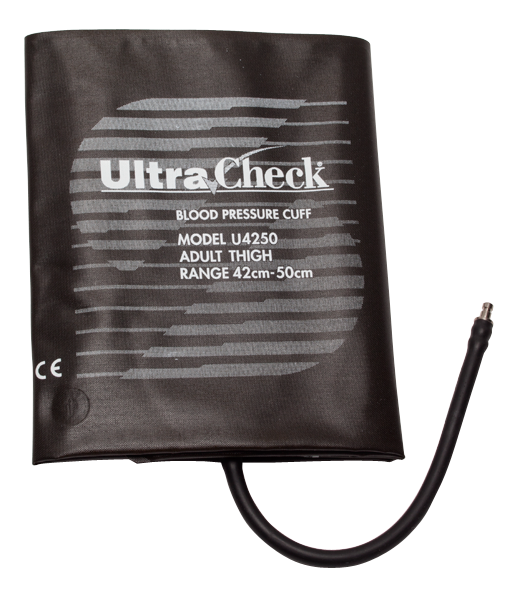 UltraCheck
BLOOD PRESSURE CUFF
MODEL U4250
ADULT THIGH
RANGE 42cm-50cm
CE